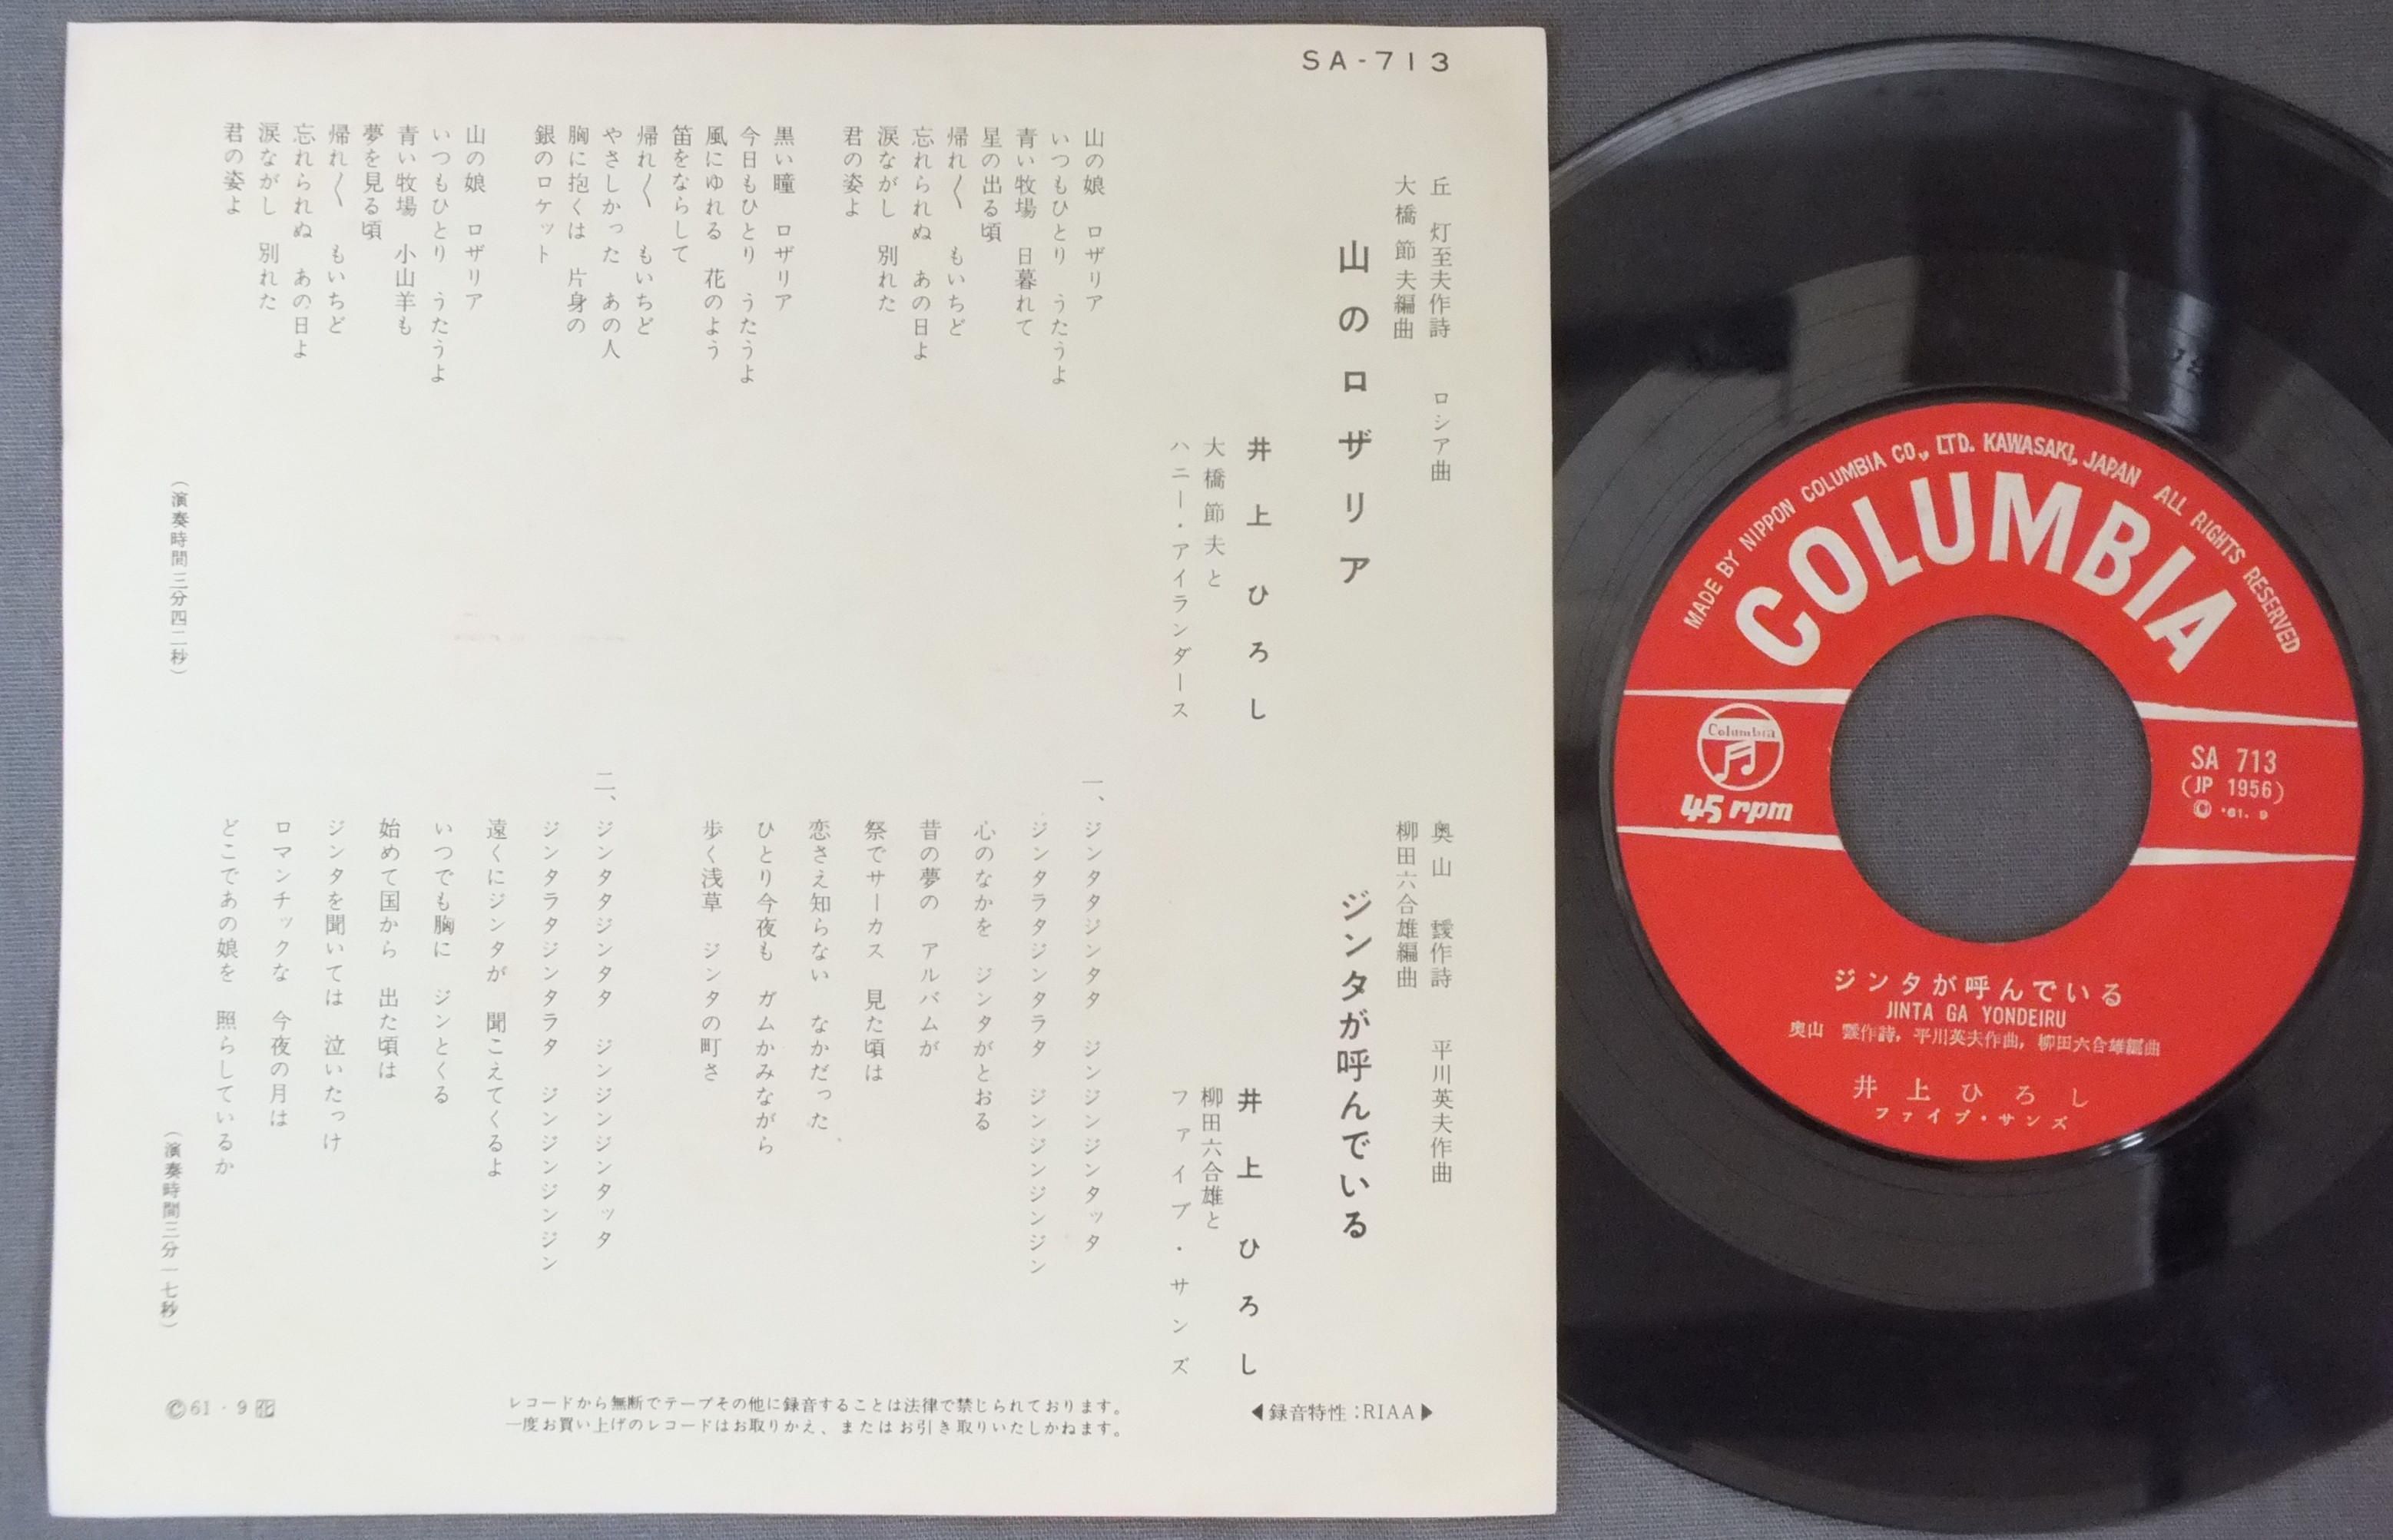 SA-713
丘 灯至夫作詩 ロシア曲
大橋節夫編曲
山のロザリア
井上ひろし
大橋節夫と
ハニー・アイランダース
山の娘 ロザリア
いつもひとり うたうよ
青い牧場 日暮れて
星の出る頃
帰れ〱 もいちど
忘れられぬ あの日よ
涙ながし 別れた
君の姿よ
黒い瞳 ロザリア
今日もひとり うたうよ
風にゆれる 花のよう
笛をならして
帰れ〱 もいちど
やさしかった あの人
胸に抱くは 片身の
銀のロケット
山の娘 ロザリア
いつもひとり うたうよ
青い牧場 小山羊も
夢を見る頃
帰れ〱 もいちど
忘れられぬ あの日よ
涙ながし 別れた
君の姿よ
(演奏時間三分四二秒)
奥山 靉作詩 平川英夫作曲
柳田六合雄編曲
ジンタが呼んでいる
井上ひろし
柳田六合雄と
ファイブ・サンズ
一、ジンタタジンタタ ジンジンジンタッタ
ジンタラタジンタラタ ジンジンジンジン
心のなかを ジンタがとおる
昔の夢の アルバムが
祭でサーカス 見た頃は
恋さえ知らない なかだった
ひとり今夜も ガムかみながら
歩く浅草 ジンタの町さ
二、ジンタタジンタタ ジンジンジンタッタ
ジンタラタジンタラタ ジンジンジンジン
遠くにジンタが 聞こえてくるよ
いつでも胸に ジンとくる
始めて国から 出た頃は
ジンタを聞いては 泣いたっけ
ロマンチックな 今夜の月は
どこであの娘を 照らしているか
(演奏時間三分一七秒)
◀録音特性:RIAA▶
レコードから無断でテープその他に録音することは法律で禁じられております。
一度お買い上げのレコードはお取りかえ、またはお引き取りいたしかねます。
©61・9
MADE BY NIPPON COLUMBIA CO., LTD. KAWASAKI, JAPAN ALL RIGHTS RESERVED
COLUMBIA
Columbia
45 rpm
SA 713
(JP 1956)
© '61. 9
ジンタが呼んでいる
JINTA GA YONDEIRU
奥山 靉作詩, 平川英夫作曲, 柳田六合雄編曲
井上ひろし
ファイブ・サンズ